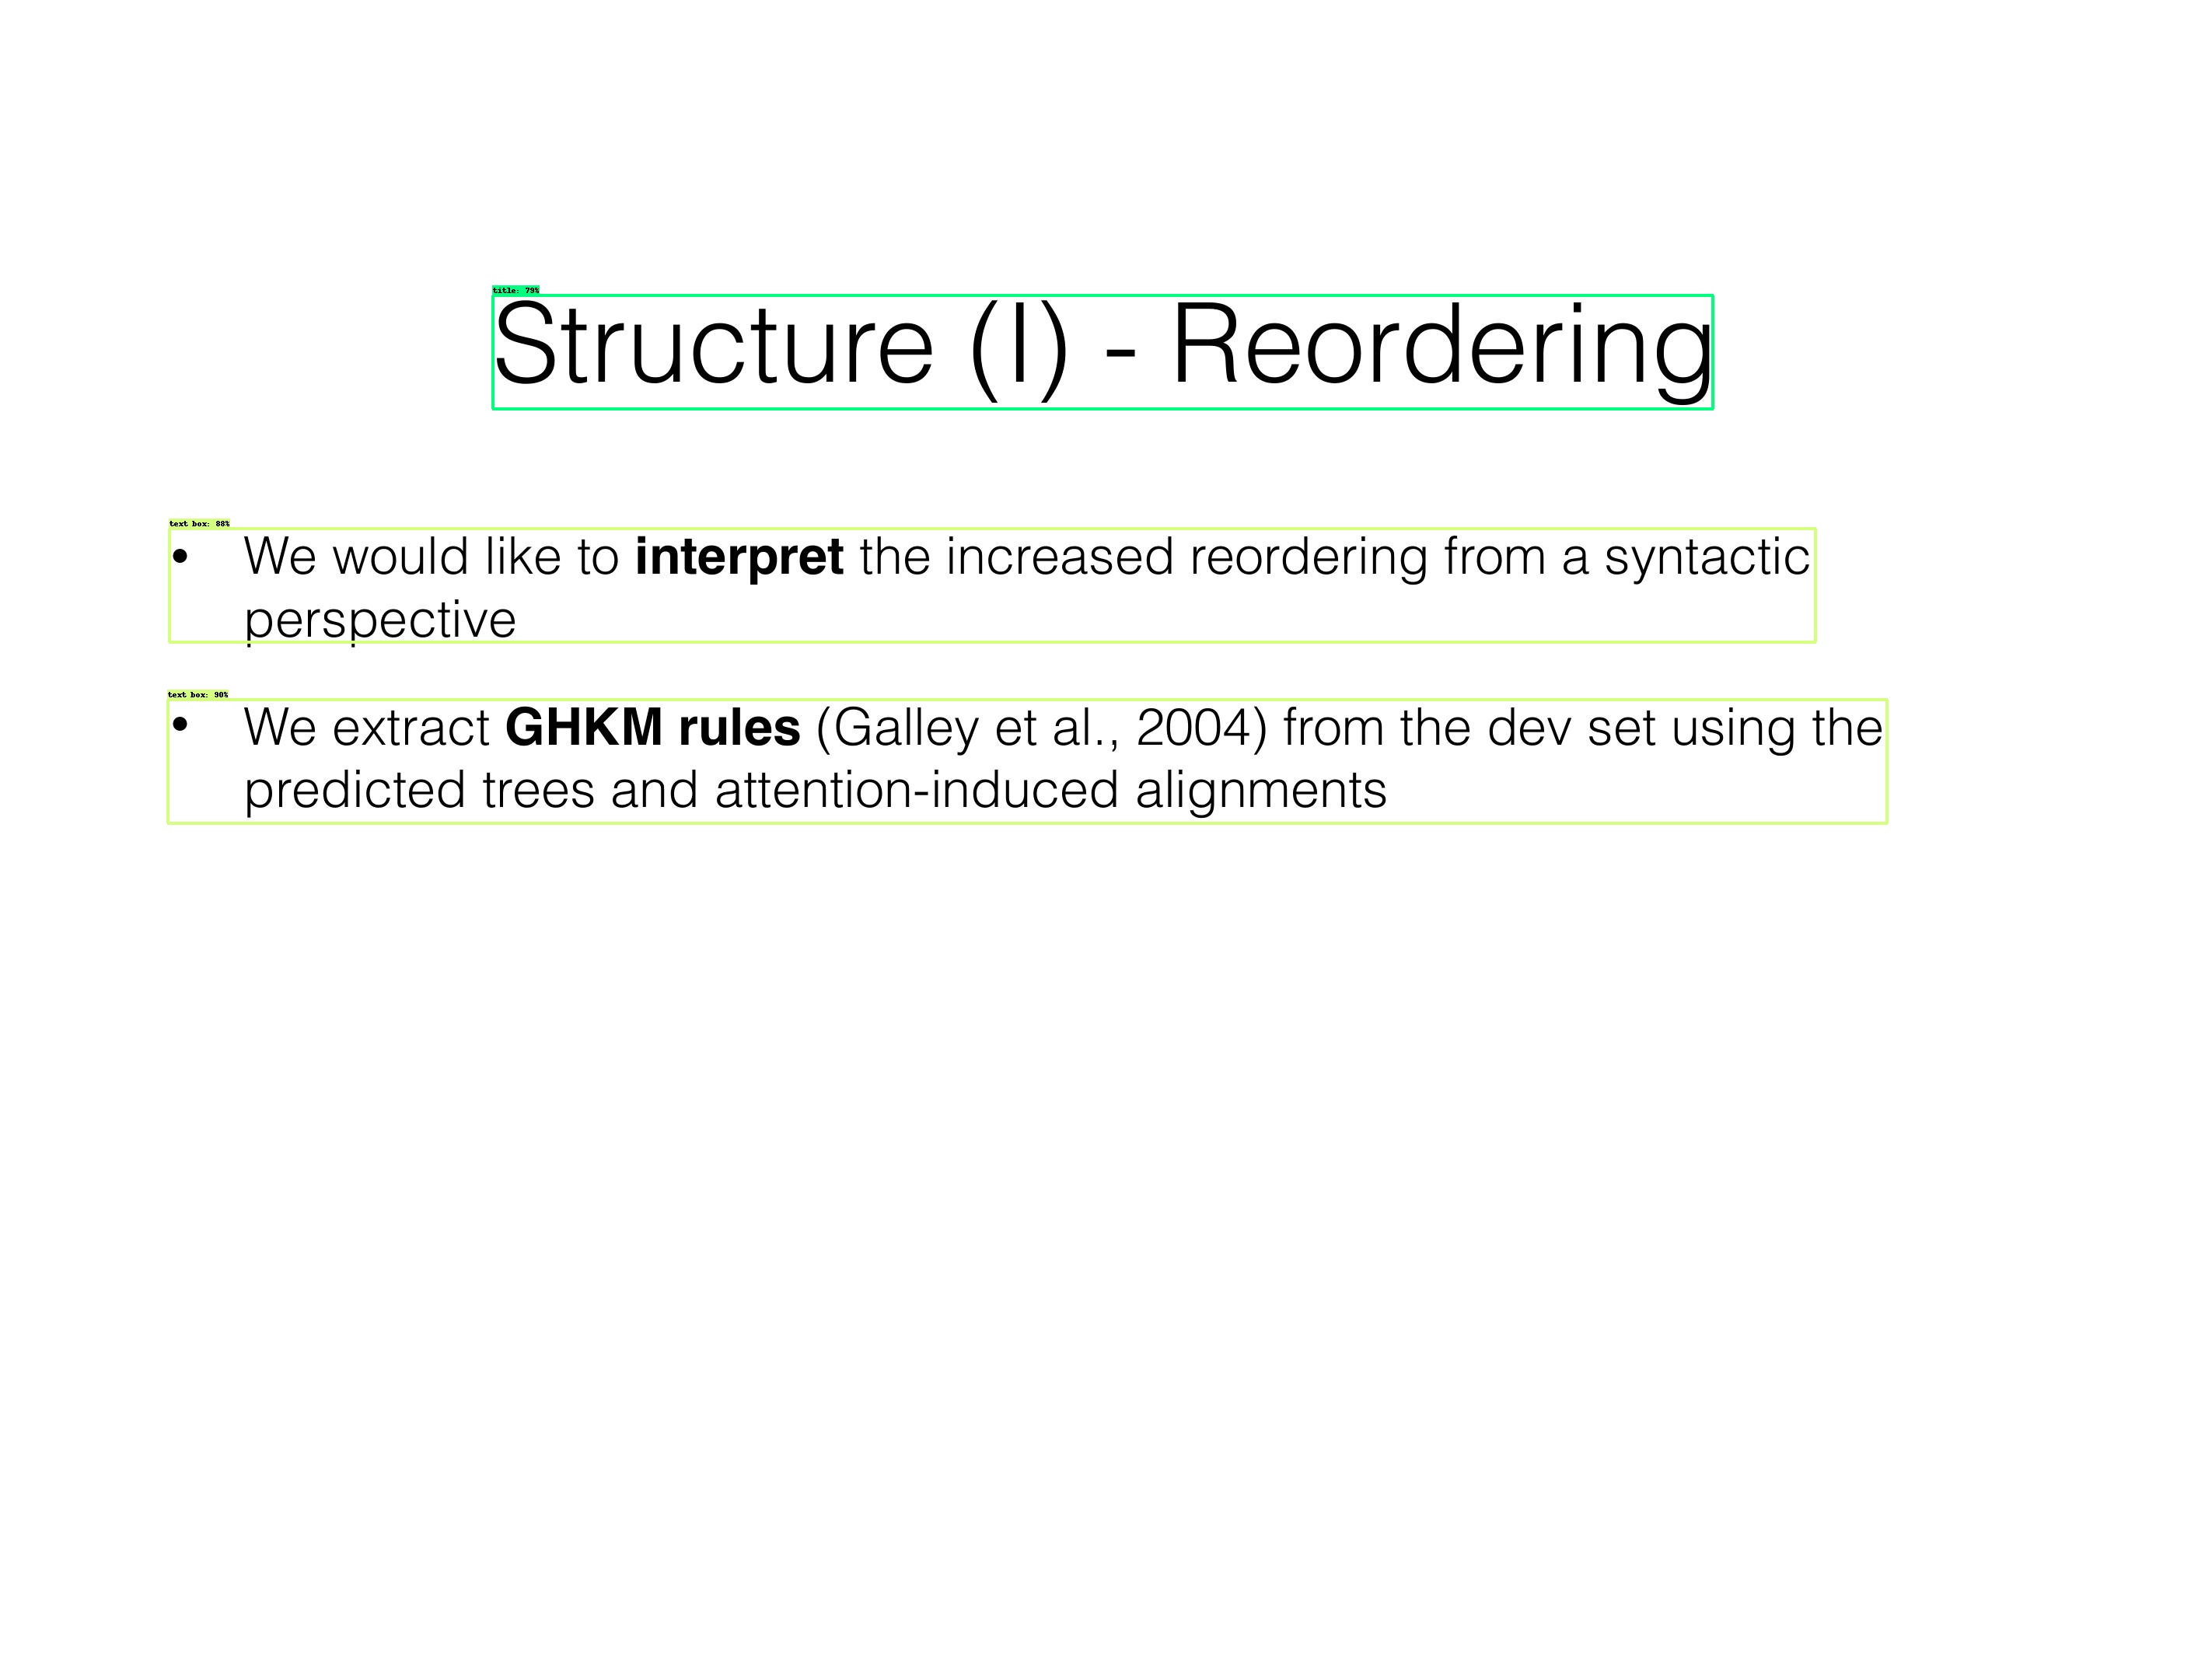 title: 79%
Structure (I) - Reordering
text box: 88%
• We would like to interpret the increased reordering from a syntactic
perspective
text box: 90%
• We extract GHKM rules (Galley et al., 2004) from the dev set using the
predicted trees and attention-induced alignments